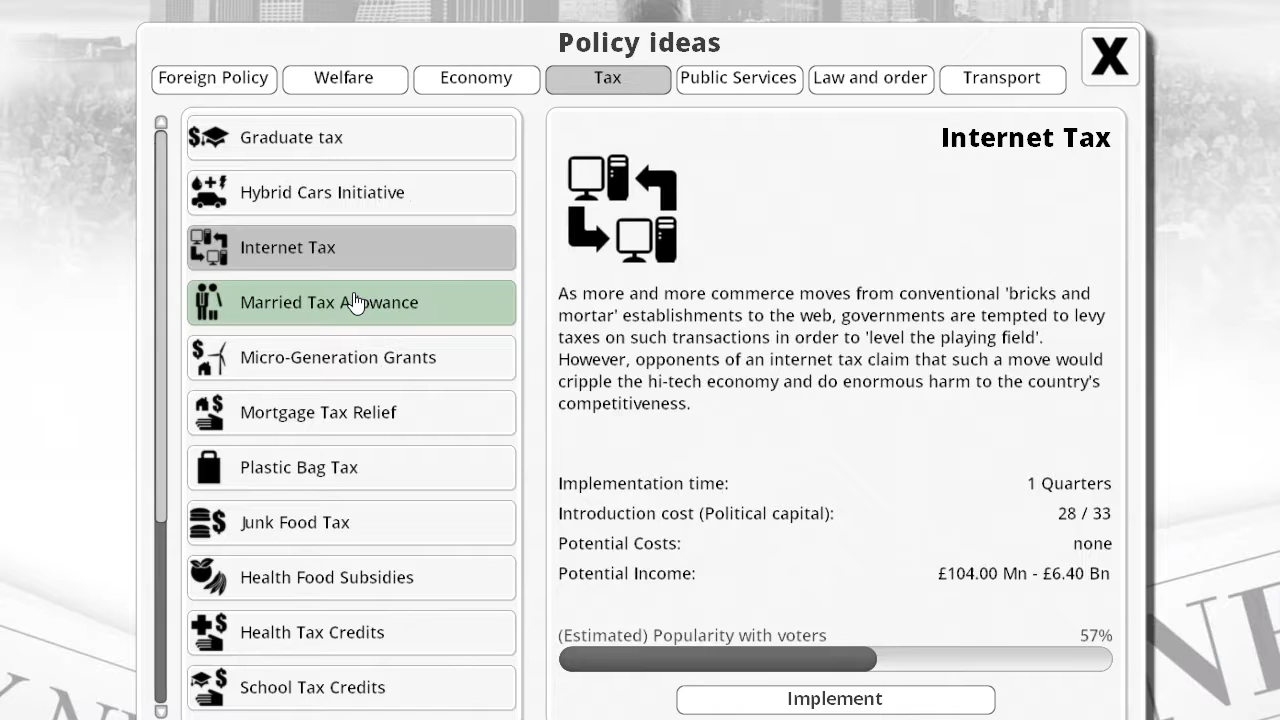 Policy ideas
X
Foreign Policy
Welfare
Economy
Tax
Public Services
Law and order
Transport
Graduate tax
Hybrid Cars Initiative
Internet Tax
Married Tax Allowance
Micro-Generation Grants
Mortgage Tax Relief
Plastic Bag Tax
Junk Food Tax
Health Food Subsidies
Health Tax Credits
School Tax Credits
Internet Tax
As more and more commerce moves from conventional 'bricks and
mortar' establishments to the web, governments are tempted to levy
taxes on such transactions in order to 'level the playing field'.
However, opponents of an internet tax claim that such a move would
cripple the hi-tech economy and do enormous harm to the country's
competitiveness.
Implementation time: 1 Quarters
Introduction cost (Political capital): 28 / 33
Potential Costs: none
Potential Income: £104.00 Mn - £6.40 Bn
(Estimated) Popularity with voters 57%
Implement